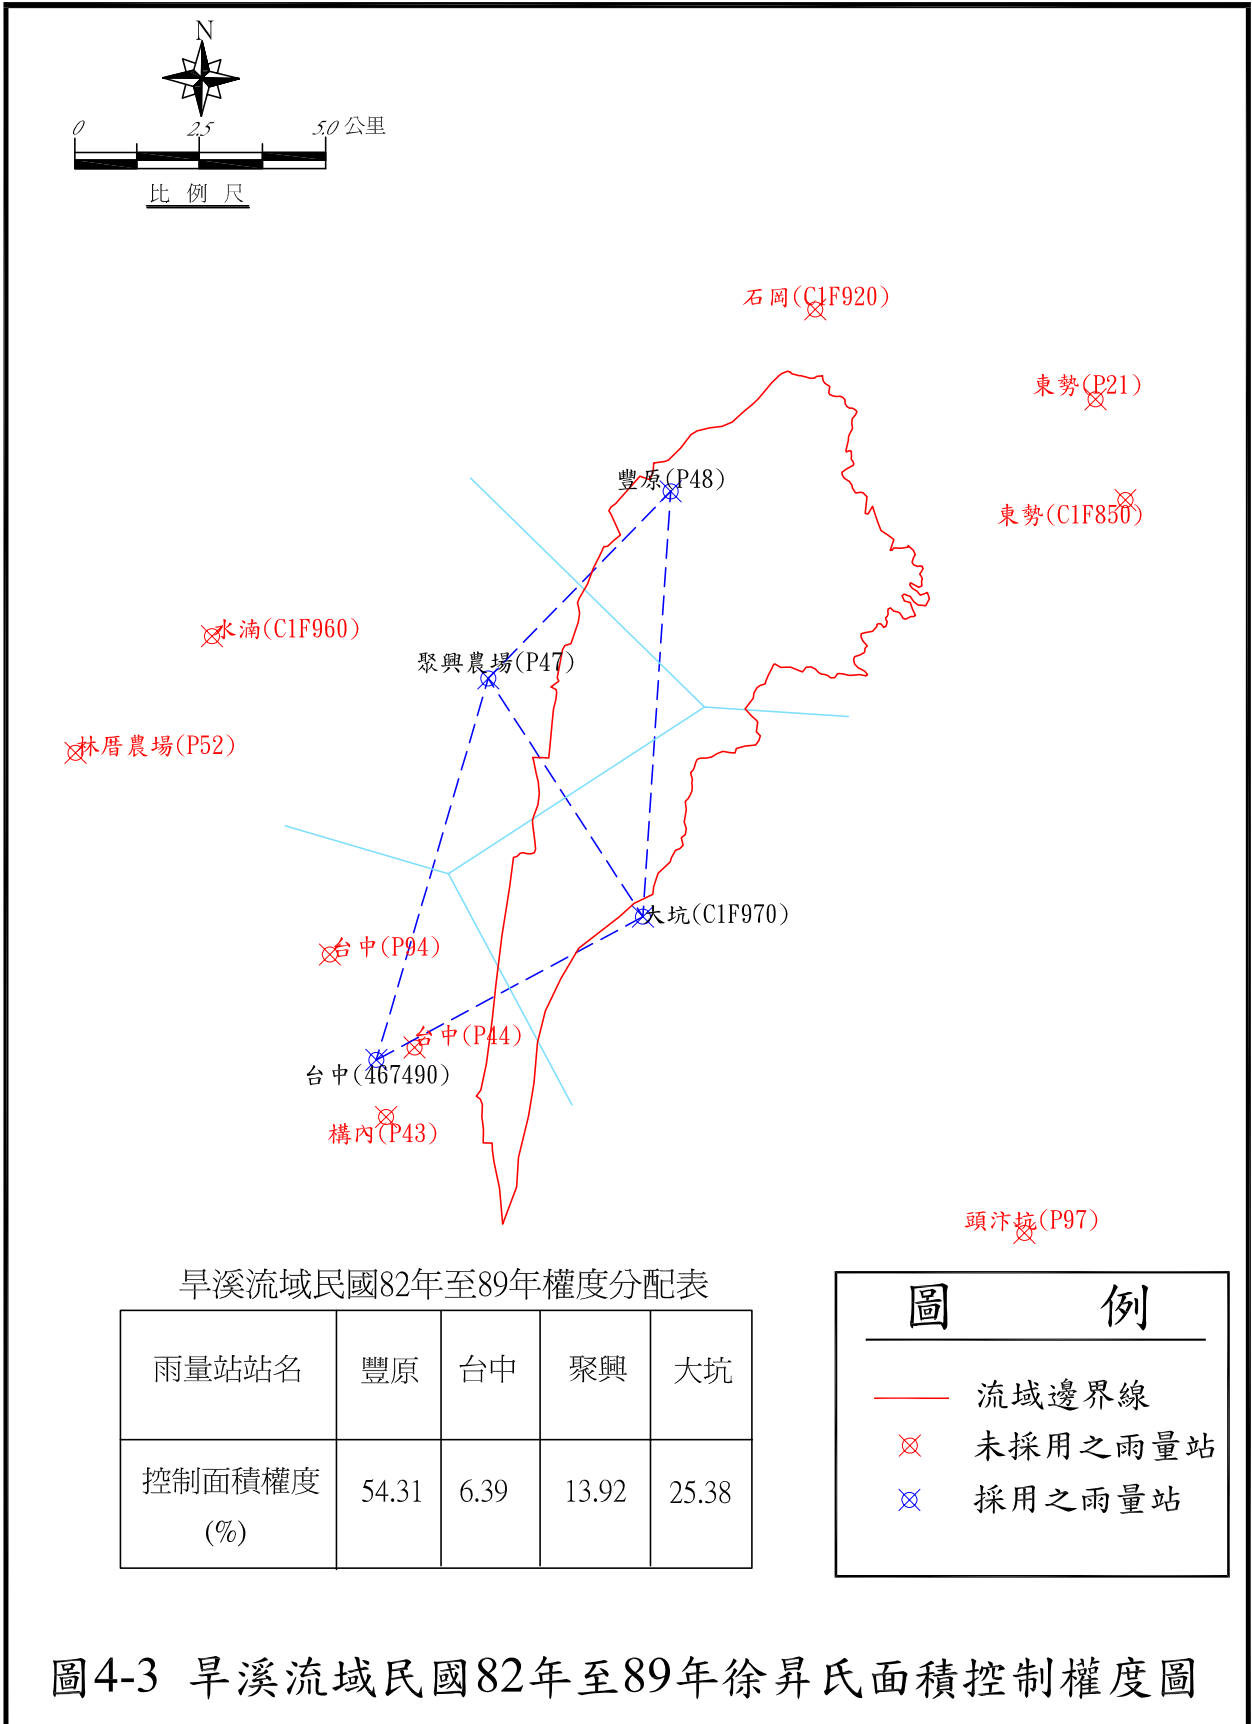 N
0 2.5 5.0 公里
比 例 尺
石岡(C1F920)
東勢(P21)
豐原(P48)
東勢(C1F850)
水湳(C1F960)
聚興農場(P47)
林厝農場(P52)
大坑(C1F970)
台中(P94)
台中(P44)
台中(467490)
構內(P43)
頭汴坑(P97)
旱溪流域民國82年至89年權度分配表
雨量站站名 豐原 台中 聚興 大坑
控制面積權度 54.31 6.39 13.92 25.38
(%)
圖 例
流域邊界線
未採用之雨量站
採用之雨量站
圖4-3 旱溪流域民國82年至89年徐昇氏面積控制權度圖